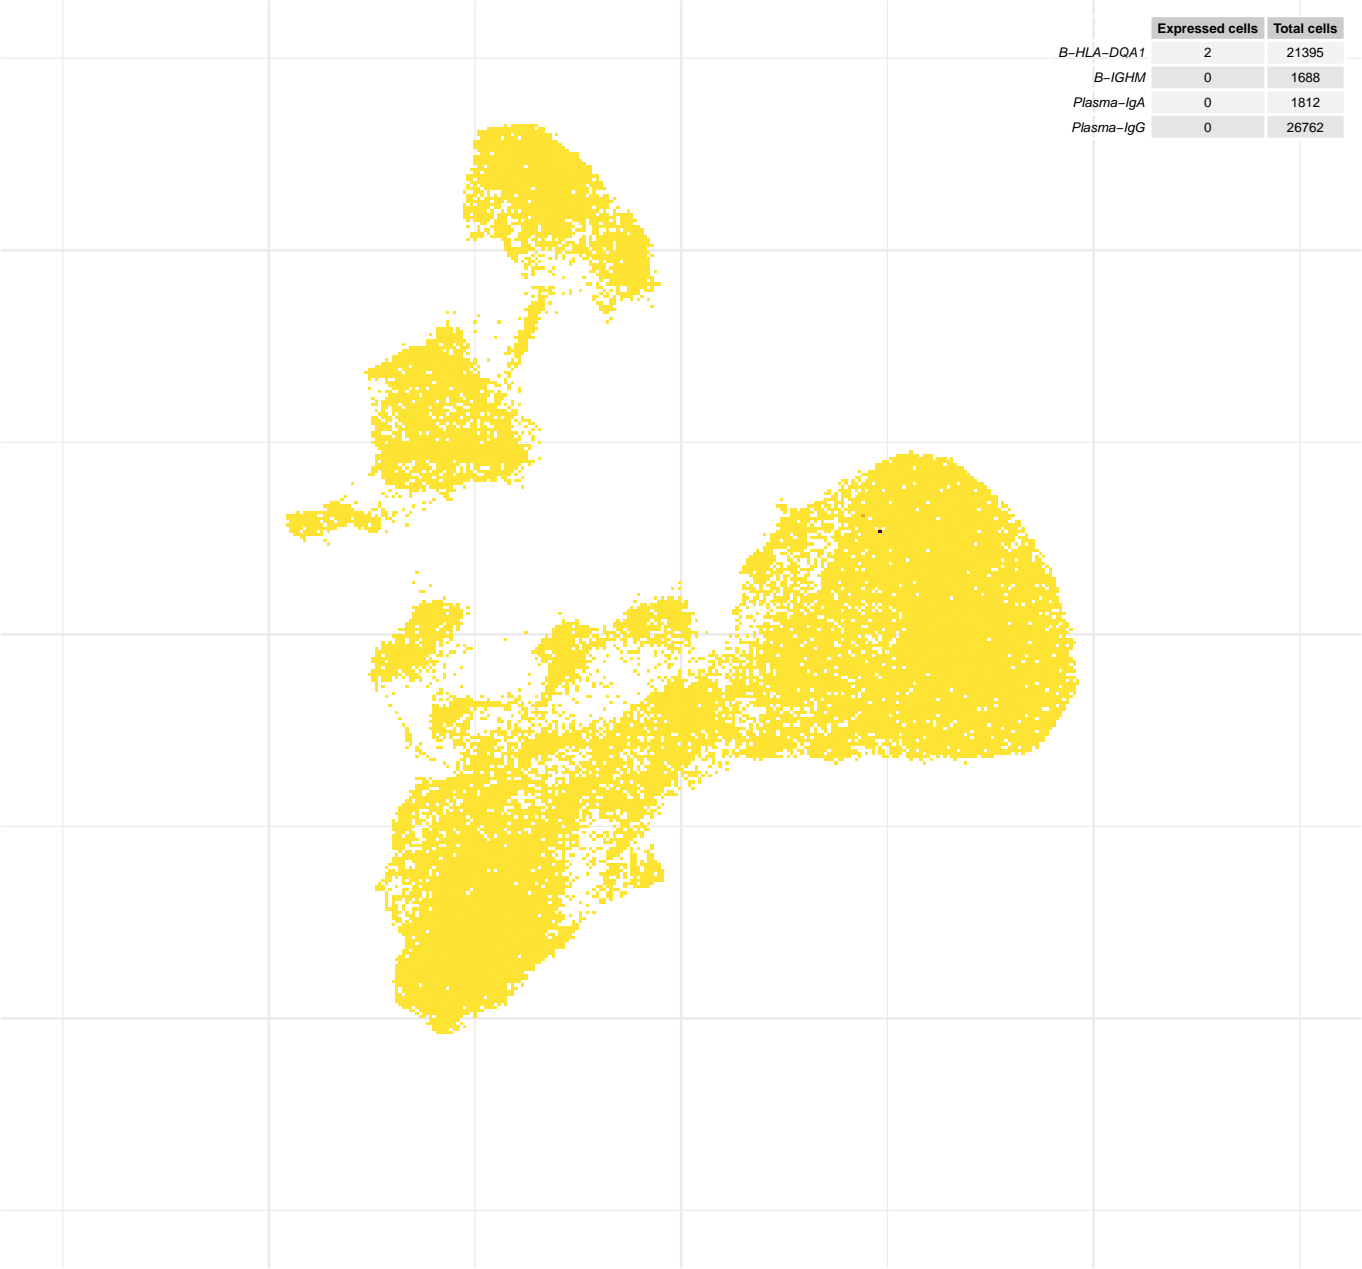 Expressed cells Total cells
B−HLA−DQA1 2 21395
B−IGHM 0 1688
Plasma−IgA 0 1812
Plasma−IgG 0 26762